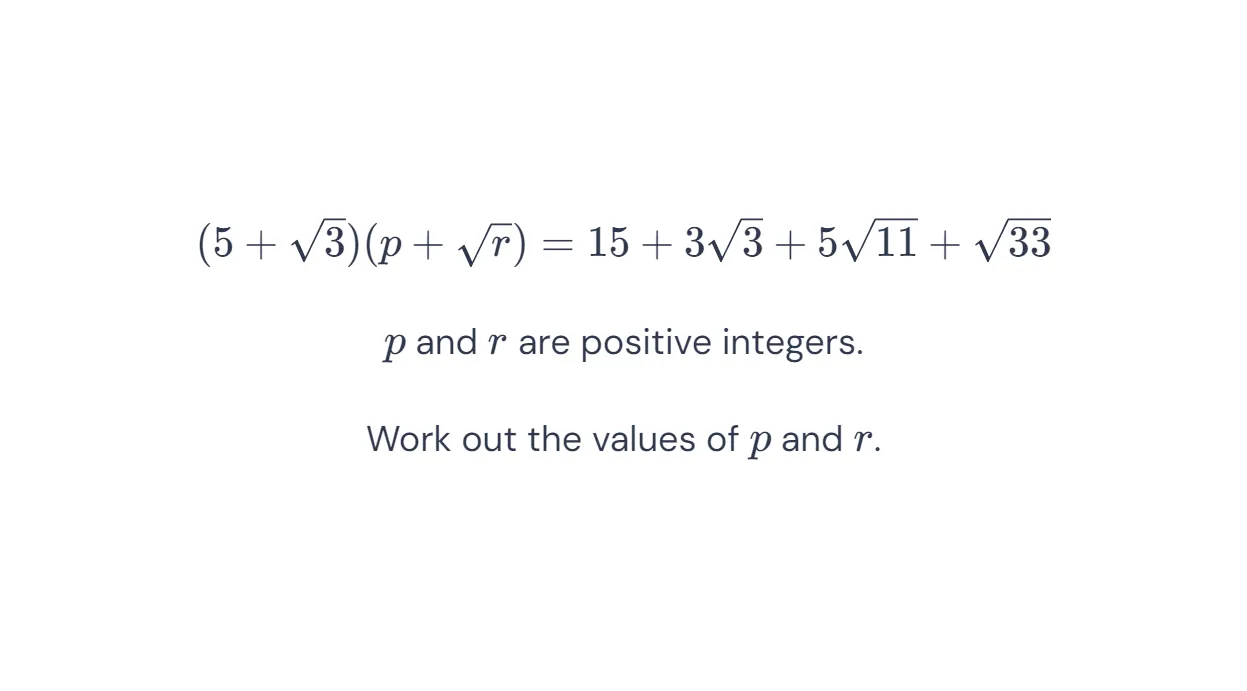 (5 + √3)(p + √r) = 15 + 3√3 + 5√11 + √33
p and r are positive integers.
Work out the values of p and r.